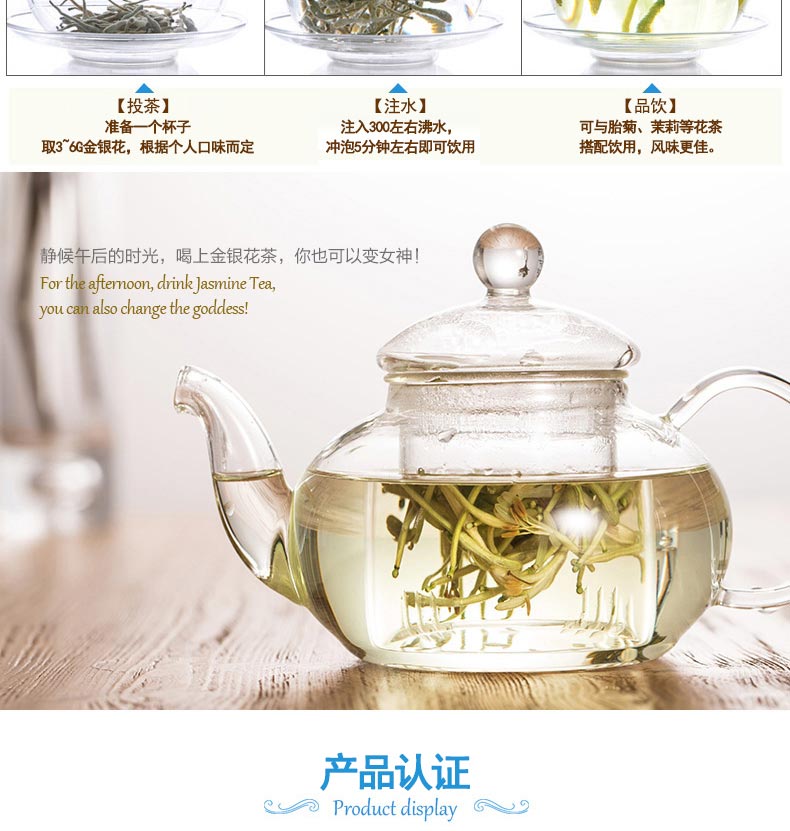 【投茶】
准备一个杯子
取3~6G金银花，根据个人口味而定
【注水】
注入300左右沸水，
冲泡5分钟左右即可饮用
【品饮】
可与胎菊、茉莉等花茶
搭配饮用，风味更佳。
静候午后的时光，喝上金银花茶，你也可以变女神！
For the afternoon, drink Jasmine Tea,
you can also change the goddess!
产品认证
Product display